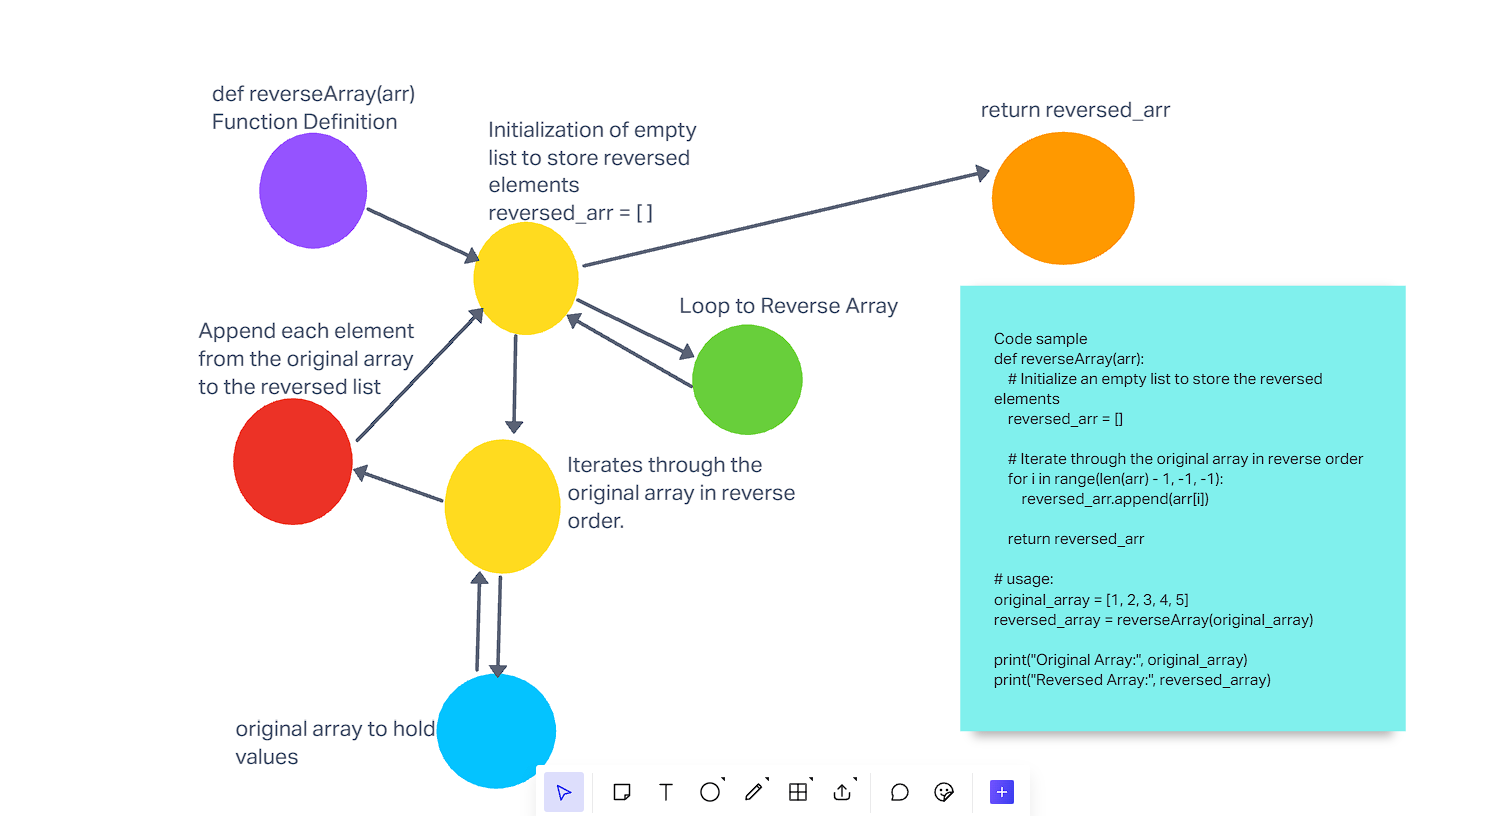 def reverseArray(arr)
Function Definition
Initialization of empty
list to store reversed
elements
reversed_arr = [ ]
return reversed_arr
Loop to Reverse Array
Append each element
from the original array
to the reversed list
Iterates through the
original array in reverse
order.
original array to hold
values
Code sample
def reverseArray(arr):
    # Initialize an empty list to store the reversed
elements
    reversed_arr = []

    # Iterate through the original array in reverse order
    for i in range(len(arr) - 1, -1, -1):
        reversed_arr.append(arr[i])

    return reversed_arr

# usage:
original_array = [1, 2, 3, 4, 5]
reversed_array = reverseArray(original_array)

print("Original Array:", original_array)
print("Reversed Array:", reversed_array)
T